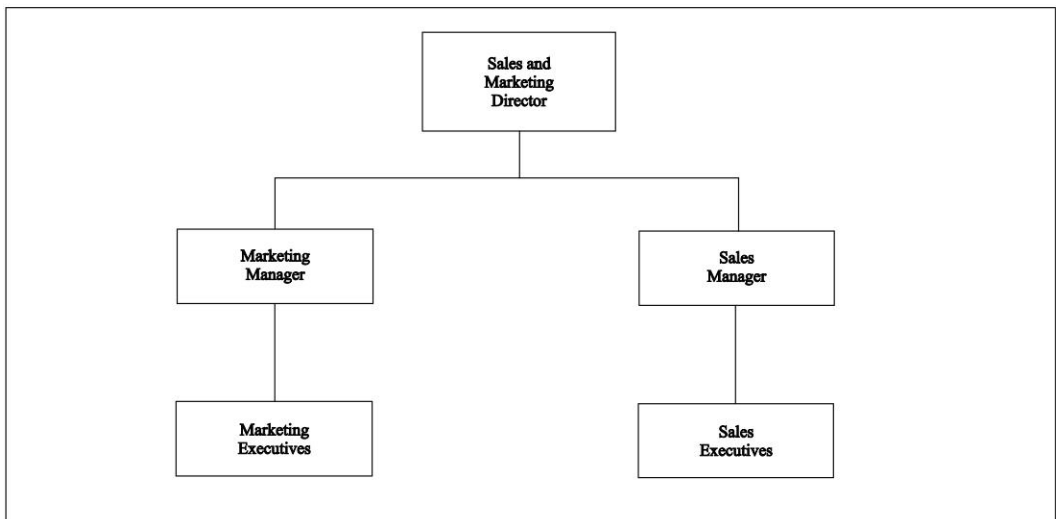 Sales and
Marketing
Director
Marketing
Manager
Sales
Manager
Marketing
Executives
Sales
Executives